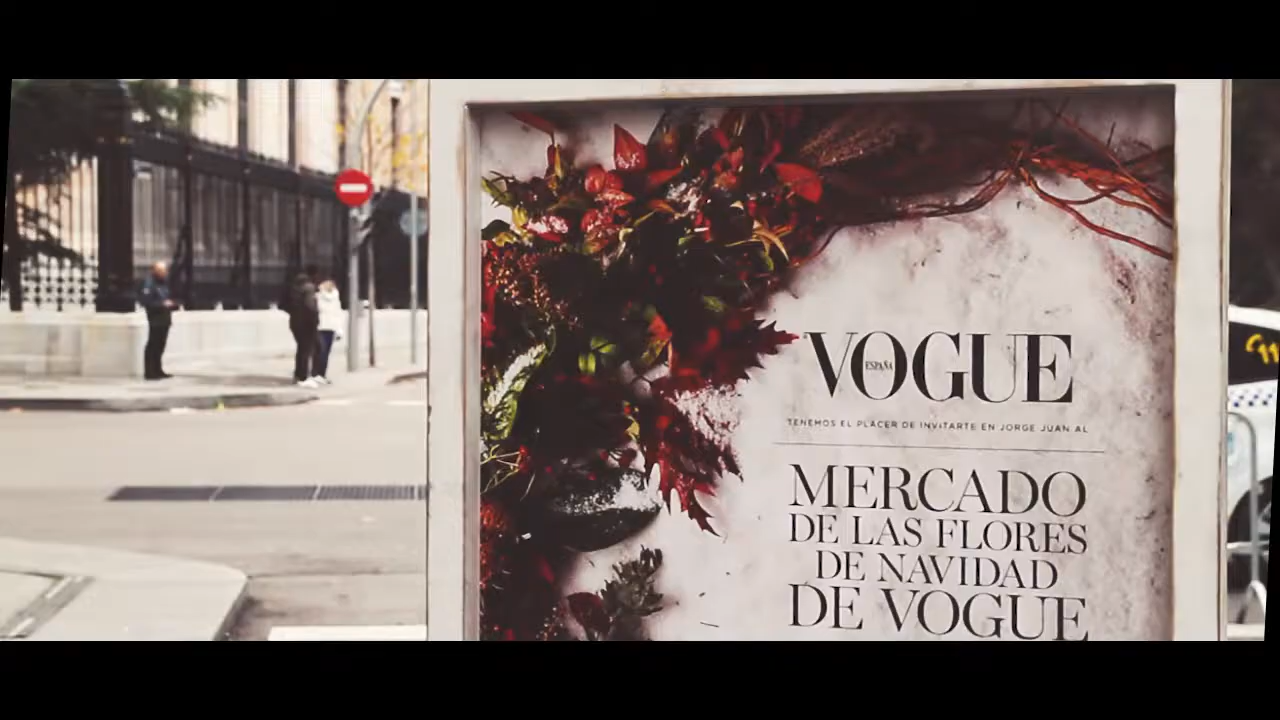 VOGUE
ESPAÑA
TENEMOS EL PLACER DE INVITARTE EN JORGE JUAN AL
MERCADO
DE LAS FLORES
DE NAVIDAD
DE VOGUE